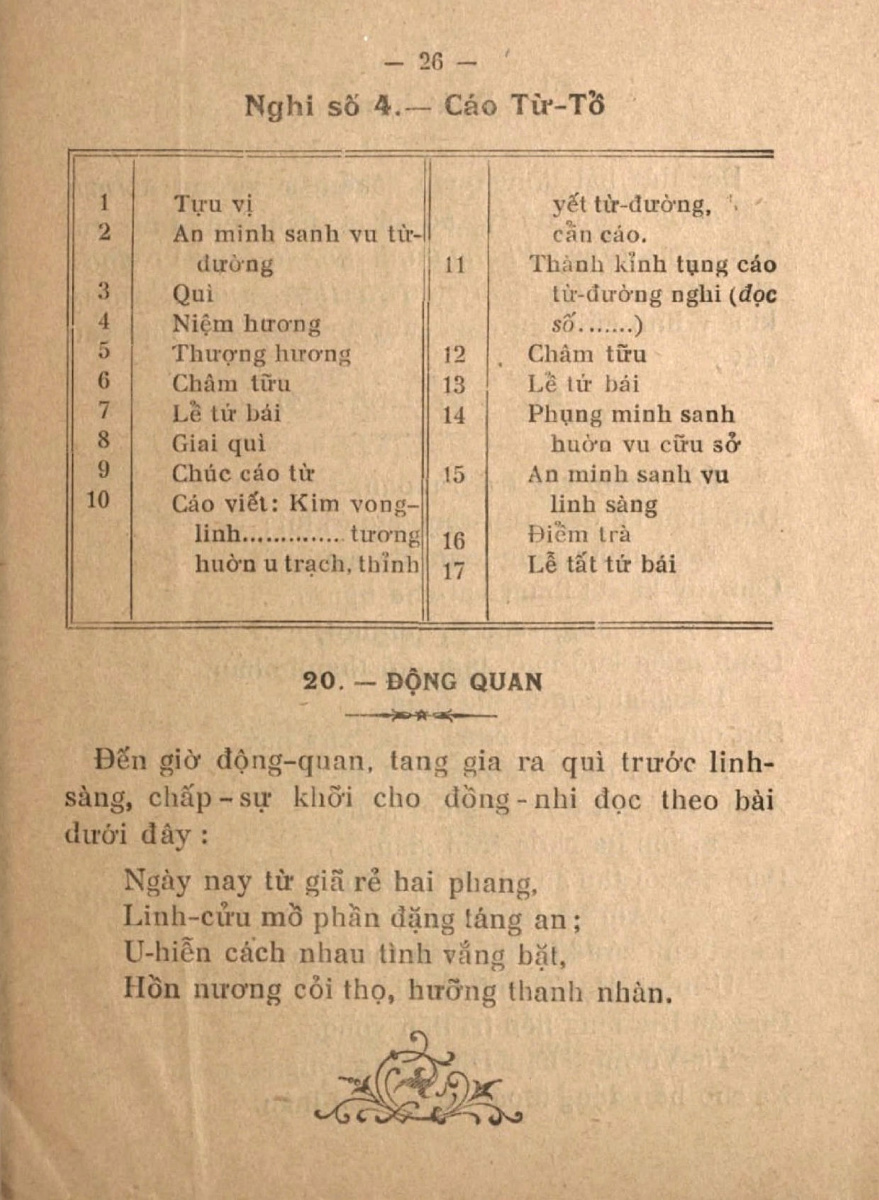 — 26 —
Nghi số 4.— Cáo Từ-Tổ
1 Tựu vị
2 An minh sanh vu từ-
đường
3 Quì
4 Niệm hương
5 Thượng hương
6 Châm tữu
7 Lể tứ bái
8 Giai quì
9 Chúc cáo từ
10 Cáo viết: Kim vong-
linh.............. tương
huờn u trạch, thỉnh
yết từ-đường,
cẩn cáo.
11 Thành kỉnh tụng cáo
từ-đường nghi (đọc
số.......)
12 Châm tữu
13 Lể tứ bái
14 Phụng minh sanh
huờn vu cữu sở
15 An minh sanh vu
linh sàng
16 Điểm trà
17 Lễ tất tứ bái
20. — ĐỘNG QUAN
Đến giờ động-quan, tang gia ra quì trước linh-
sàng, chấp-sự khỡi cho đồng-nhi đọc theo bài
dưới đây :
Ngày nay từ giã rẻ hai phang,
Linh-cửu mồ phần đặng táng an ;
U-hiễn cách nhau tình vắng bặt,
Hồn nương cỏi thọ, hưỡng thanh nhàn.